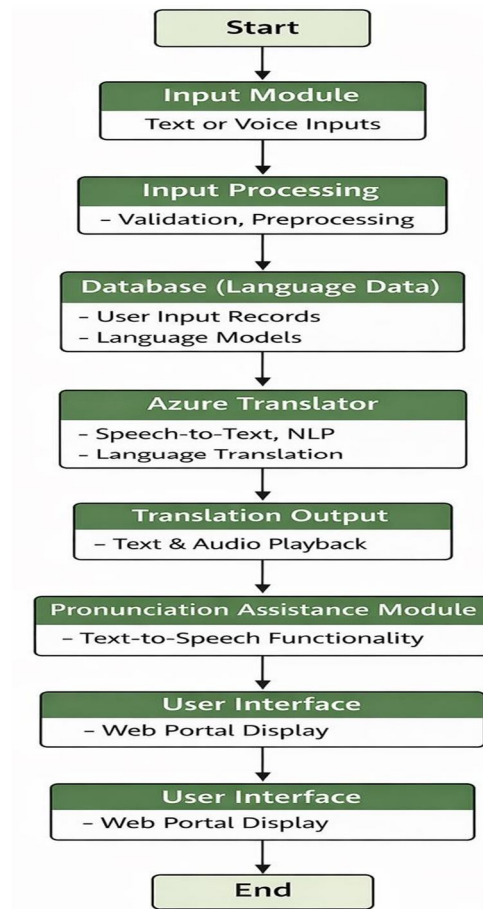 Start
Input Module
Text or Voice Inputs
Input Processing
– Validation, Preprocessing
Database (Language Data)
– User Input Records
– Language Models
Azure Translator
– Speech-to-Text, NLP
– Language Translation
Translation Output
– Text & Audio Playback
Pronunciation Assistance Module
– Text-to-Speech Functionality
User Interface
– Web Portal Display
User Interface
– Web Portal Display
End